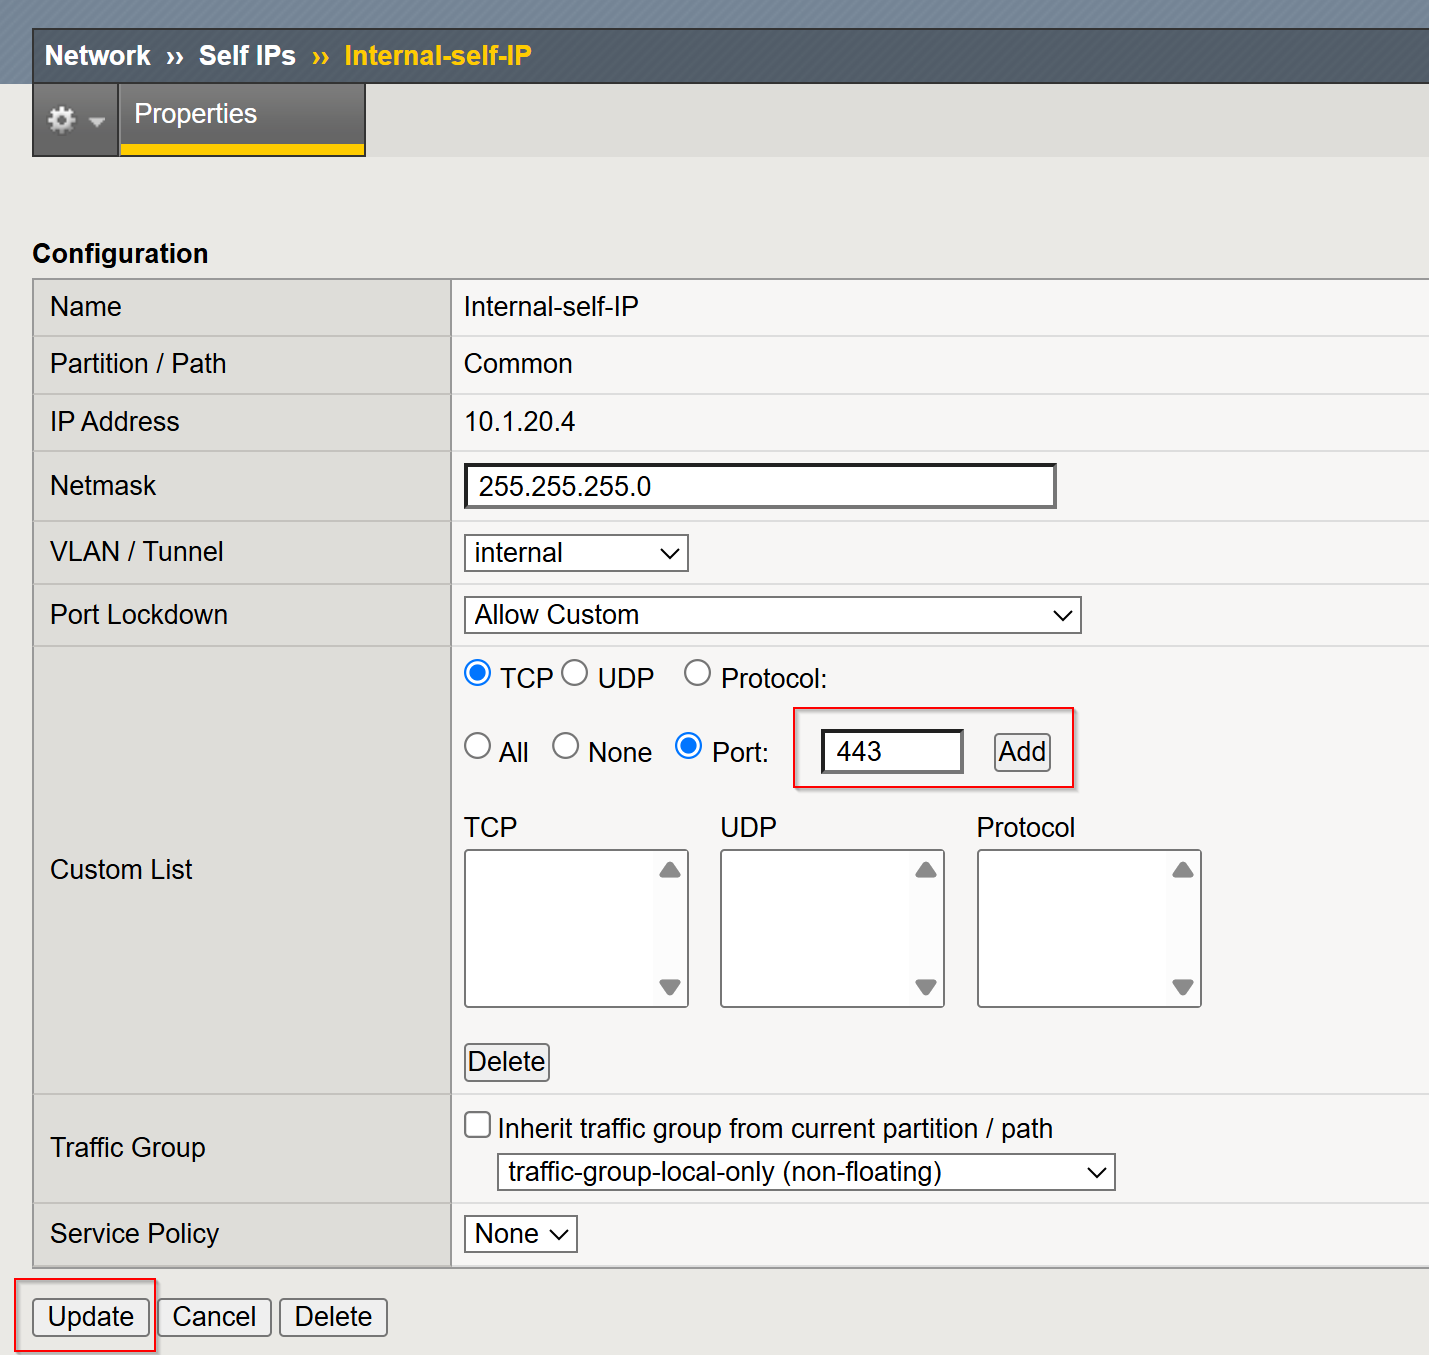 Network ›› Self IPs ›› Internal-self-IP
Properties
Configuration
Name Internal-self-IP
Partition / Path Common
IP Address 10.1.20.4
Netmask 255.255.255.0
VLAN / Tunnel internal
Port Lockdown Allow Custom
TCP UDP Protocol:
All None Port: 443 Add
TCP UDP Protocol
Custom List
Delete
Inherit traffic group from current partition / path
Traffic Group
traffic-group-local-only (non-floating)
Service Policy None
Update Cancel Delete